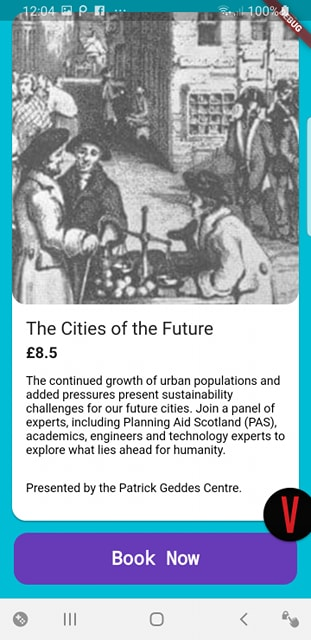 12:04
100%
DEBUG
The Cities of the Future
£8.5
The continued growth of urban populations and
added pressures present sustainability
challenges for our future cities. Join a panel of
experts, including Planning Aid Scotland (PAS),
academics, engineers and technology experts to
explore what lies ahead for humanity.
Presented by the Patrick Geddes Centre.
V
Book Now